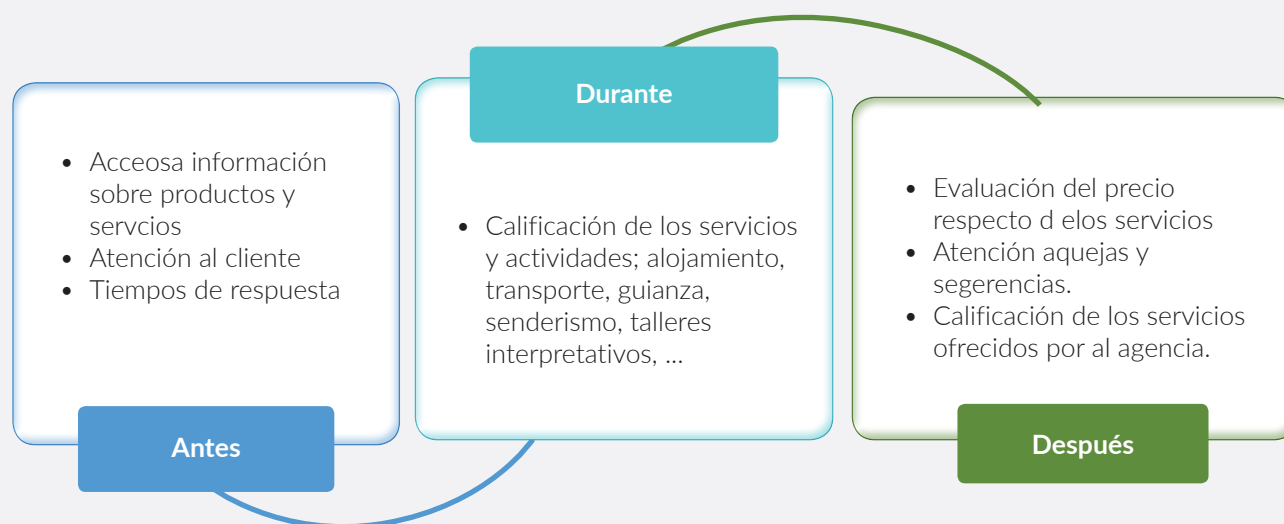 • Acceosa información
sobre productos y
servcios
• Atención al cliente
• Tiempos de respuesta
Antes
Durante
• Calificación de los servicios
y actividades; alojamiento,
transporte, guianza,
senderismo, talleres
interpretativos, ...
• Evaluación del precio
respecto d elos servicios
• Atención aquejas y
segerencias.
• Calificación de los servicios
ofrecidos por al agencia.
Después